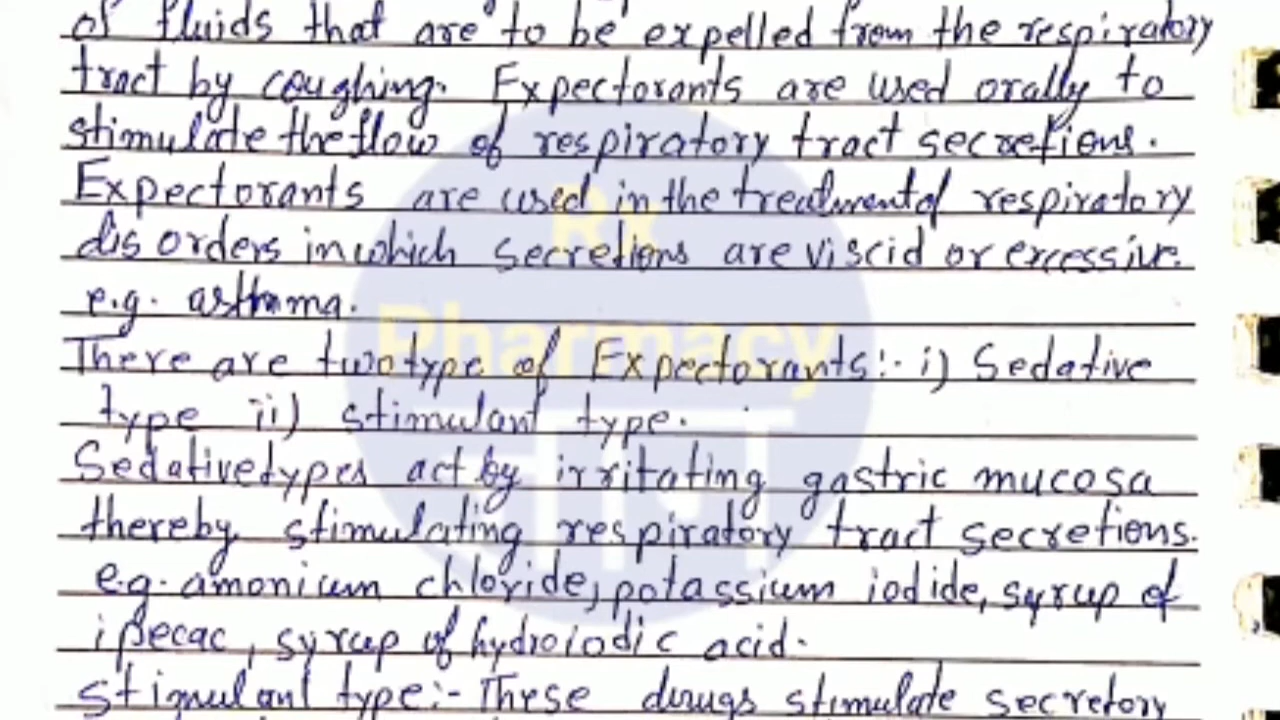 of fluids that are to be expelled from the respiratory
tract by coughing. Expectorants are used orally to
stimulate the flow of respiratory tract secretions.
Expectorants are used in the treatment of respiratory
disorders in which secretions are viscid or excessive.
e.g. asthma.
There are two type of Expectorants:- i) Sedative
type ii) stimulant type.
Sedative types act by irritating gastric mucosa
thereby stimulating respiratory tract secretions.
e.g. amonium chloride, potassium iodide, syrup of
ipecac, syrup of hydroiodic acid.
Stimulant type:- These drugs stimulate secretory
Rx
Pharmacy